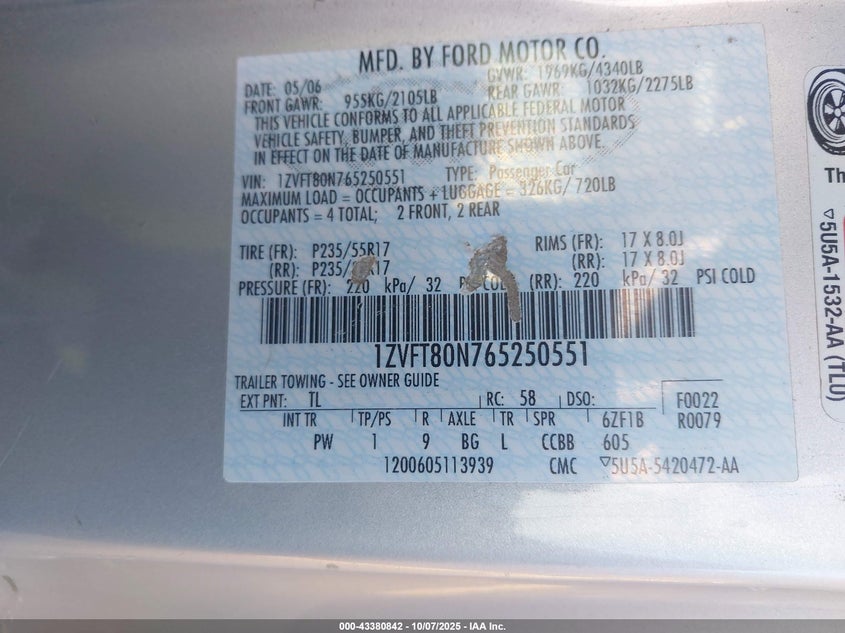 MFD. BY FORD MOTOR CO.
DATE: 05/06 GVWR: 1969KG/4340LB
FRONT GAWR: 955KG/2105LB REAR GAWR: 1032KG/2275LB
THIS VEHICLE CONFORMS TO ALL APPLICABLE FEDERAL MOTOR
VEHICLE SAFETY, BUMPER, AND THEFT PREVENTION STANDARDS
IN EFFECT ON THE DATE OF MANUFACTURE SHOWN ABOVE.
VIN: 1ZVFT80N765250551 TYPE: Passenger Car
MAXIMUM LOAD = OCCUPANTS + LUGGAGE = 326KG/ 720LB
OCCUPANTS = 4 TOTAL; 2 FRONT, 2 REAR
TIRE (FR): P235/55R17 RIMS (FR): 17 X 8.0J
(RR): P235/ R17 (RR): 17 X 8.0J
PRESSURE (FR): 220 kPa/ 32 PSI COLD (RR): 220 kPa/ 32 PSI COLD
1ZVFT80N765250551
TRAILER TOWING - SEE OWNER GUIDE
EXT PNT: TL RC: 58 DSO: F0022
INT TR TP/PS R AXLE TR SPR 6ZF1B R0079
PW 1 9 BG L CCBB 605
1200605113939 CMC ▽5U5A-5420472-AA
Th
▽5U5A-1532-AA (TL0)
000-43380842 - 10/07/2025 - IAA Inc.